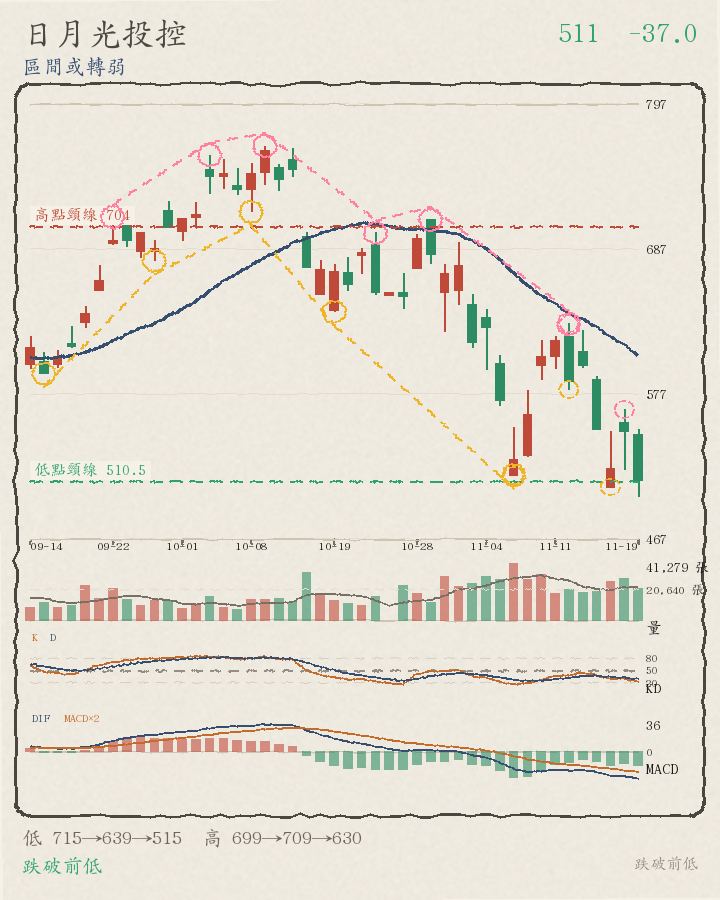 日月光投控 511 -37.0
區間或轉弱
797
高點頸線 704
687
577
低點頸線 510.5
467
09-14 09-22 10-01 10-08 10-19 10-28 11-04 11-11 11-19
41,279 張
20,640 張
量
K D
80
50
20
KD
DIF MACD×2
36
0
MACD
低 715→639→515 高 699→709→630
跌破前低 跌破前低